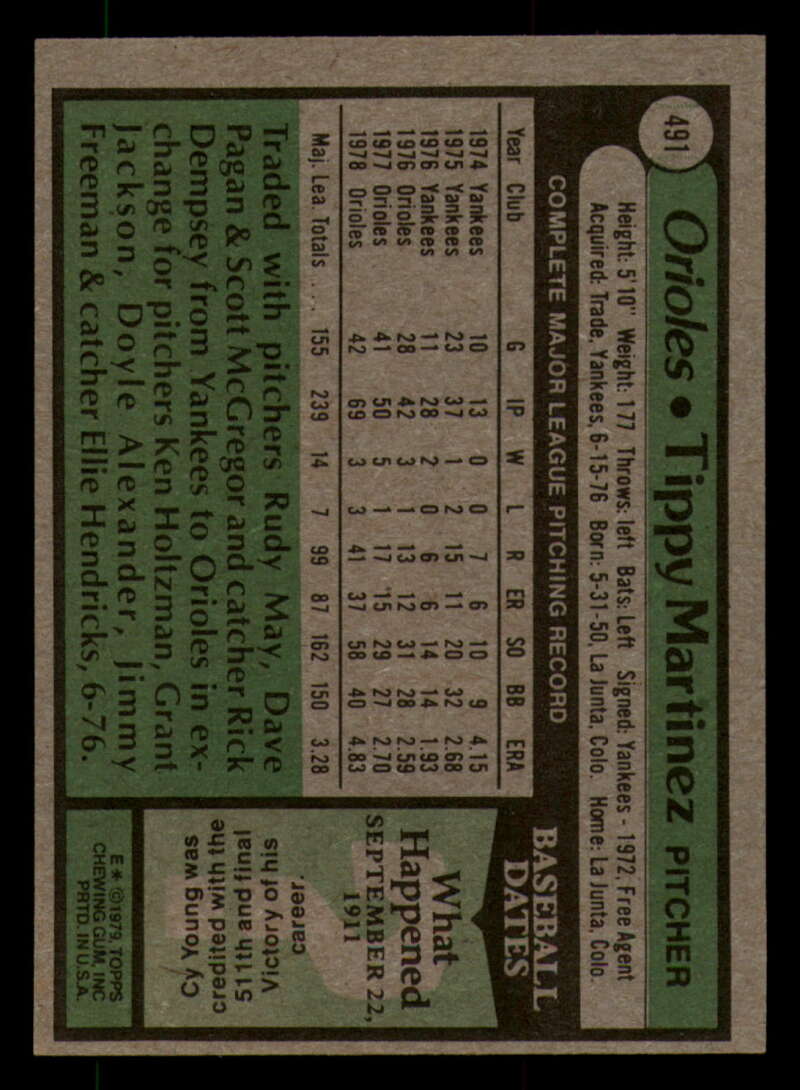 491
Orioles • Tippy Martinez PITCHER
Height: 5'10" Weight: 177 Throws: left Bats: Left Signed: Yankees - 1972, Free Agent
Acquired: Trade, Yankees, 6-15-76 Born: 5-31-50, La Junta, Colo. Home: La Junta, Colo.
COMPLETE MAJOR LEAGUE PITCHING RECORD
Year Club G IP W L R ER SO BB ERA
1974 Yankees 10 13 0 0 7 6 10 9 4.15
1975 Yankees 23 37 1 2 15 11 20 32 2.68
1976 Yankees 11 28 2 0 6 6 14 14 1.93
1976 Orioles 28 42 3 1 13 12 31 28 2.59
1977 Orioles 41 50 5 1 17 15 29 27 2.70
1978 Orioles 42 69 3 3 41 37 58 40 4.83
Maj. Lea. Totals .... 155 239 14 7 99 87 162 150 3.28
Traded with pitchers Rudy May, Dave
Pagan & Scott McGregor and catcher Rick
Dempsey from Yankees to Orioles in ex-
change for pitchers Ken Holtzman, Grant
Jackson, Doyle Alexander, Jimmy
Freeman & catcher Ellie Hendricks, 6-76.
BASEBALL
DATES
What
Happened
SEPTEMBER 22,
1911
Cy Young was
credited with the
511th and final
Victory of his
career.
E * © 1979, TOPPS
CHEWING GUM, INC
PRTD. IN U.S.A.